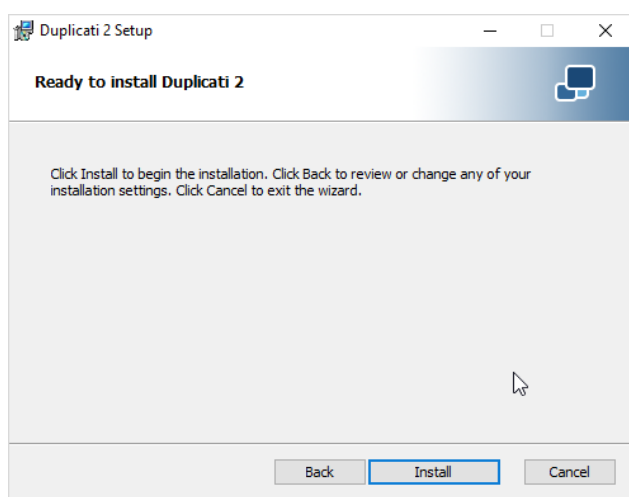 Duplicati 2 Setup
Ready to install Duplicati 2
Click Install to begin the installation. Click Back to review or change any of your
installation settings. Click Cancel to exit the wizard.
Back Install Cancel